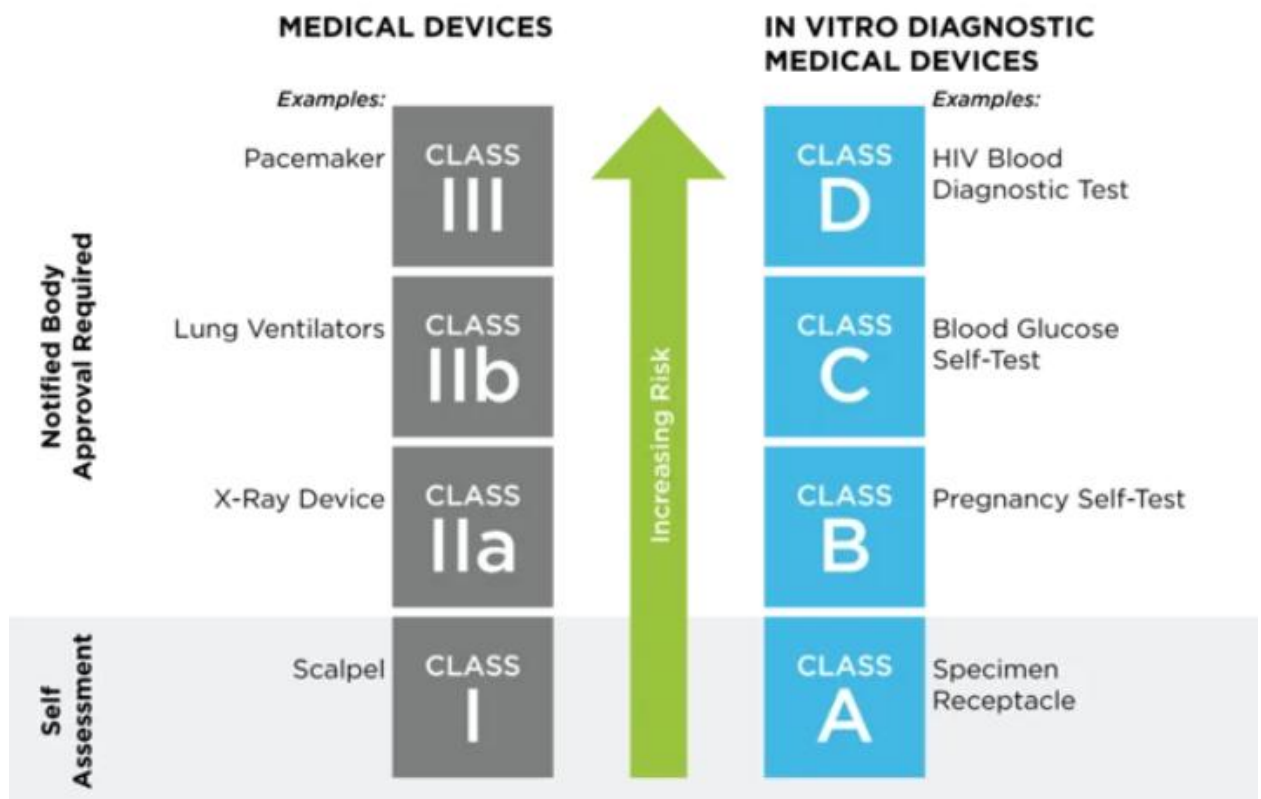 MEDICAL DEVICES
IN VITRO DIAGNOSTIC
MEDICAL DEVICES
Examples:
Examples:
Pacemaker
CLASS
III
CLASS
D
HIV Blood
Diagnostic Test
Notified Body
Approval Required
Lung Ventilators
CLASS
IIb
Increasing Risk
CLASS
C
Blood Glucose
Self-Test
X-Ray Device
CLASS
IIa
CLASS
B
Pregnancy Self-Test
Self
Assessment
Scalpel
CLASS
I
CLASS
A
Specimen
Receptacle